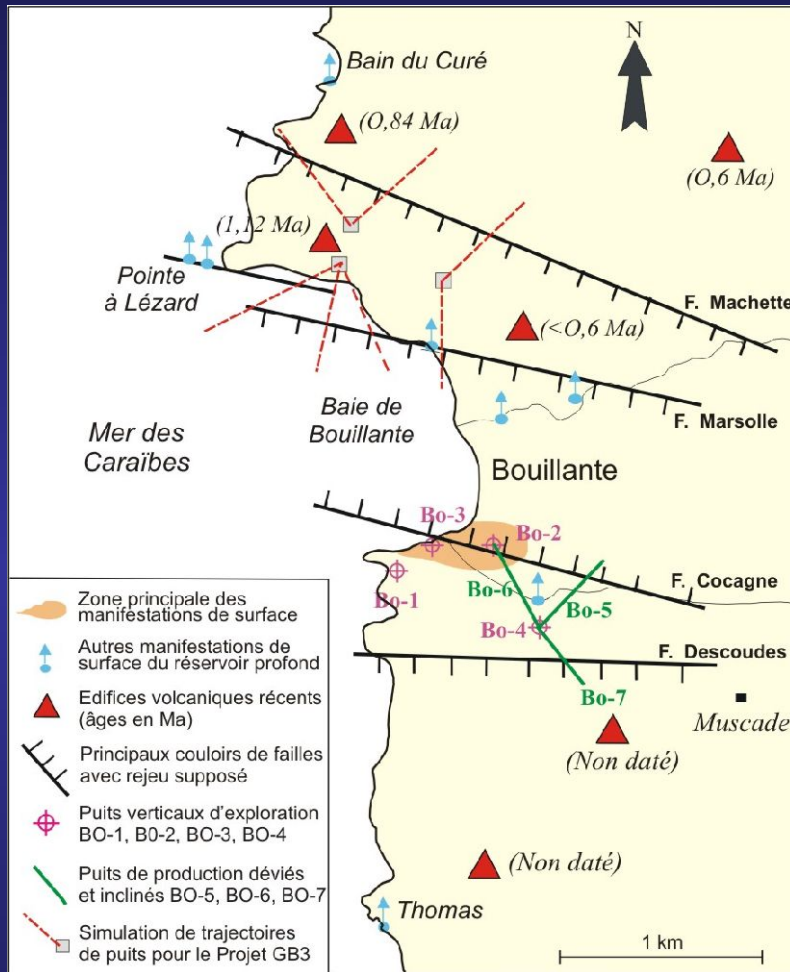 Bain du Curé
N
(O,84 Ma)
(O,6 Ma)
(1,12 Ma)
Pointe
à Lézard
F. Machette
(<O,6 Ma)
F. Marsolle
Baie de
Bouillante
Mer des
Caraïbes
Bouillante
Bo-3
Bo-2
Bo-1
F. Cocagne
Bo-6
Bo-5
Bo-4
F. Descoudes
Bo-7
Muscade
(Non daté)
(Non daté)
Thomas
1 km
Zone principale des
manifestations de surface
Autres manifestations de
surface du réservoir profond
Edifices volcaniques récents
(âges en Ma)
Principaux couloirs de failles
avec rejeu supposé
Puits verticaux d'exploration
BO-1, B0-2, BO-3, BO-4
Puits de production déviés
et inclinés BO-5, BO-6, BO-7
Simulation de trajectoires
de puits pour le Projet GB3